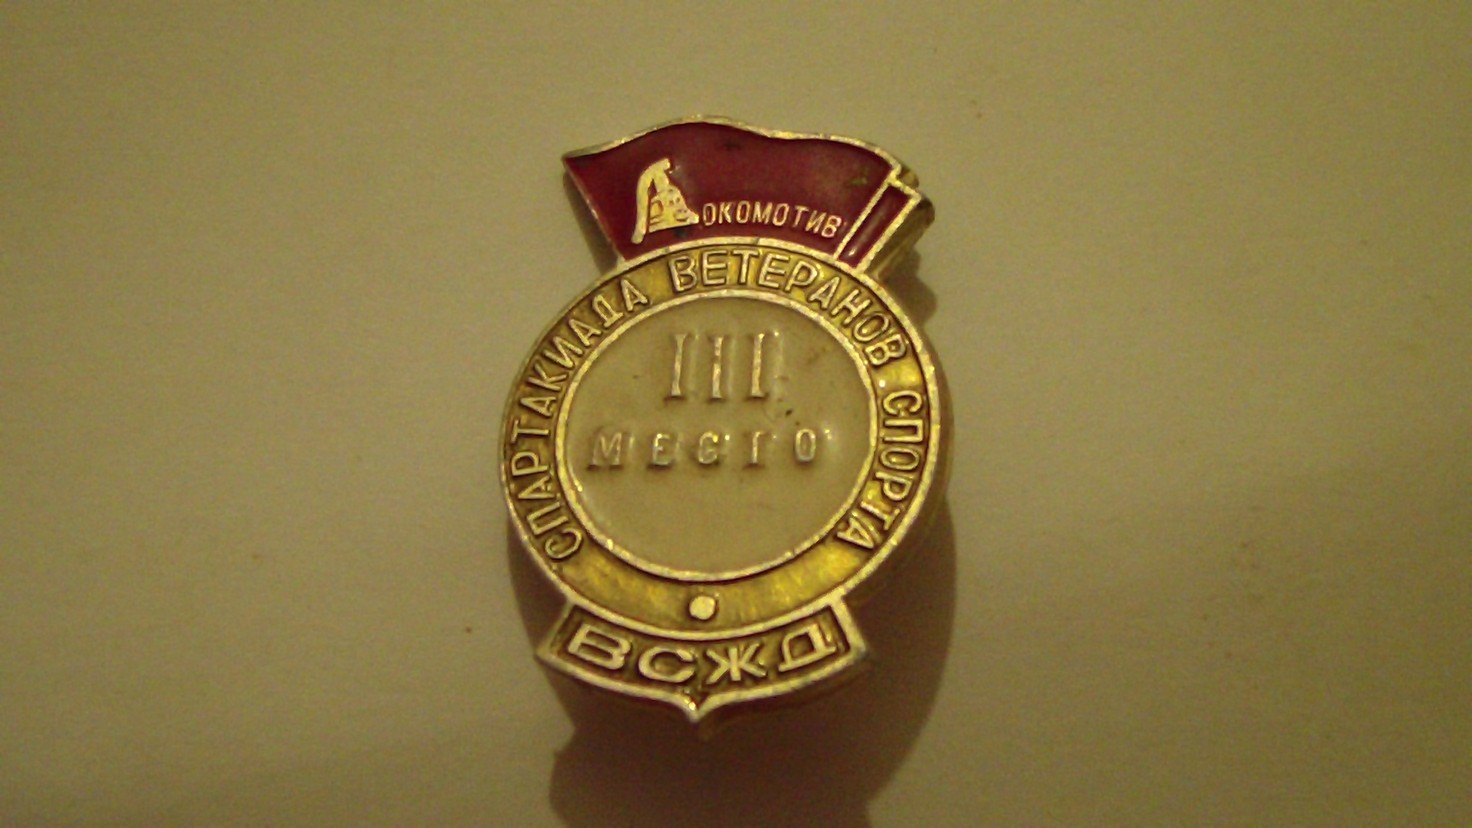 ЛОКОМОТИВ
СПАРТАКИАДА ВЕТЕРАНОВ СПОРТА
III
МЕСТО
ВСЖД